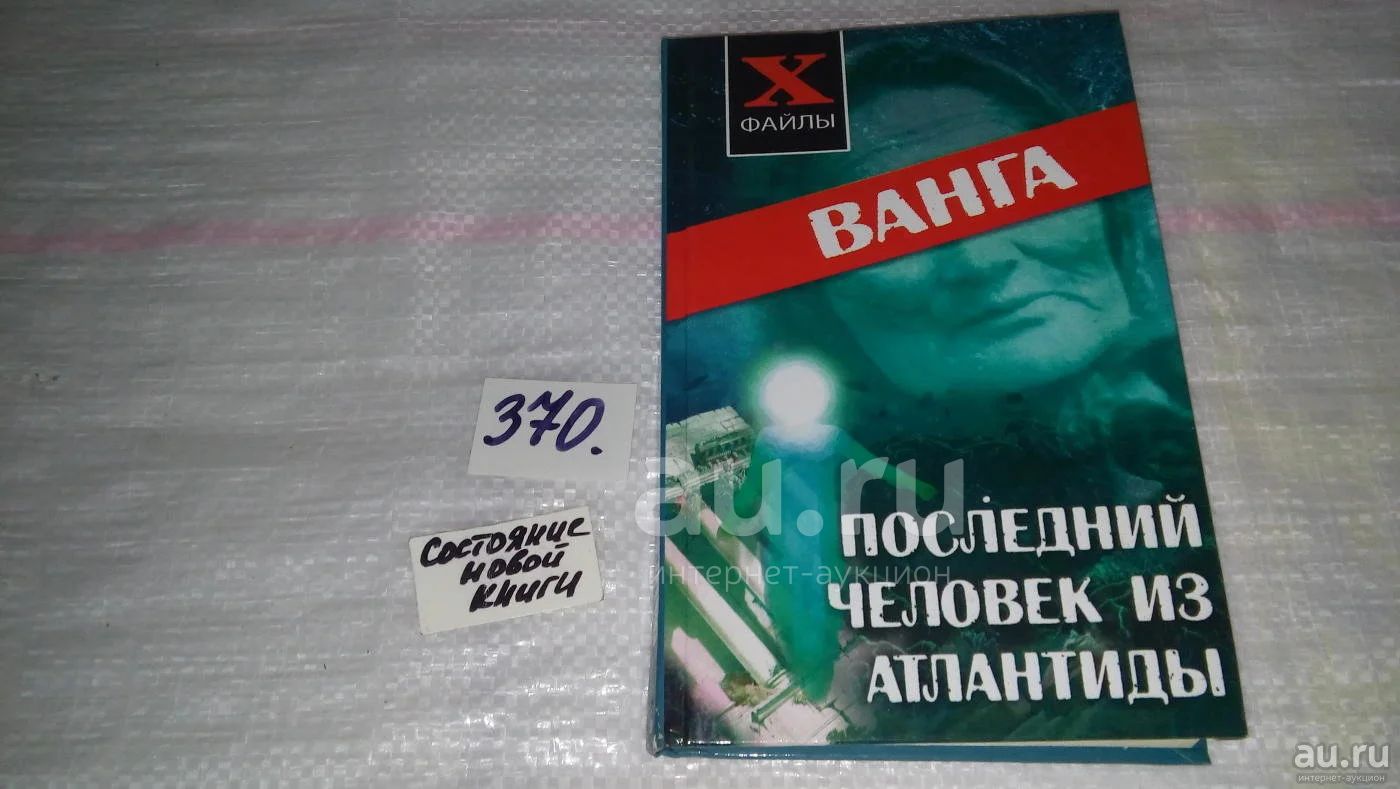 X
ФАЙЛЫ
ВАНГА
370.
СОСТОЯНИЕ
НОВОЙ
КНИГИ
au.ru
интернет-аукцион
ПОСЛЕДНИЙ
ЧЕЛОВЕК ИЗ
АТЛАНТИДЫ
au.ru
интернет-аукцион